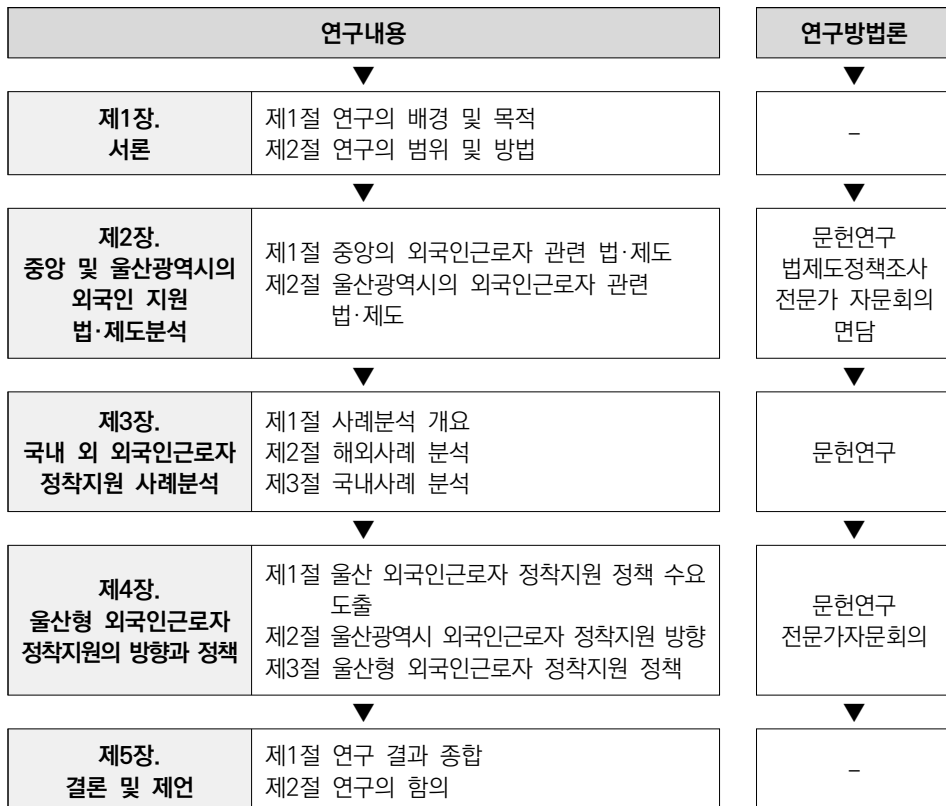 연구내용
연구방법론
▼
▼
제1장.
서론
제1절 연구의 배경 및 목적
제2절 연구의 범위 및 방법
–
▼
▼
제2장.
중앙 및 울산광역시의
외국인 지원
법·제도분석
제1절 중앙의 외국인근로자 관련 법·제도
제2절 울산광역시의 외국인근로자 관련
법·제도
문헌연구
법제도정책조사
전문가 자문회의
면담
▼
▼
제3장.
국내 외 외국인근로자
정착지원 사례분석
제1절 사례분석 개요
제2절 해외사례 분석
제3절 국내사례 분석
문헌연구
▼
▼
제4장.
울산형 외국인근로자
정착지원의 방향과 정책
제1절 울산 외국인근로자 정착지원 정책 수요
도출
제2절 울산광역시 외국인근로자 정착지원 방향
제3절 울산형 외국인근로자 정착지원 정책
문헌연구
전문가자문회의
▼
▼
제5장.
결론 및 제언
제1절 연구 결과 종합
제2절 연구의 함의
–